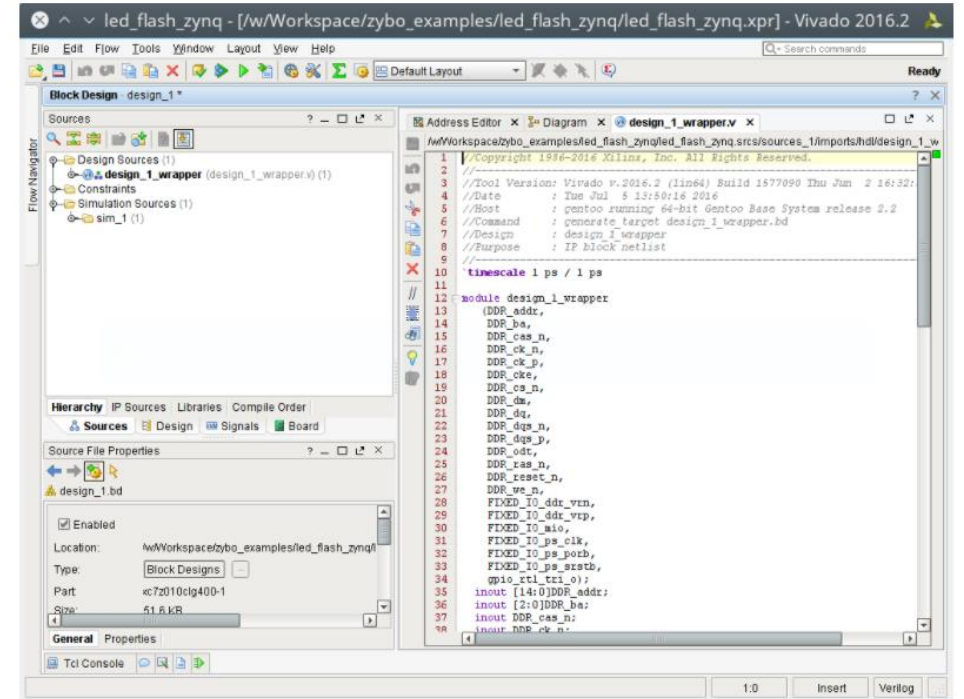 led_flash_zynq - [/w/Workspace/zybo_examples/led_flash_zynq/led_flash_zynq.xpr] - Vivado 2016.2
File Edit Flow Tools Window Layout View Help
Search commands
Default Layout
Ready
Block Design - design_1 *
Flow Navigator
Sources
Design Sources (1)
design_1_wrapper (design_1_wrapper.v) (1)
Constraints
Simulation Sources (1)
sim_1 (1)
Hierarchy IP Sources Libraries Compile Order
Sources Design Signals Board
Source File Properties
design_1.bd
Enabled
Location: /w/Workspace/zybo_examples/led_flash_zynq/l
Type: Block Designs
Part: xc7z010clg400-1
Size: 51.6 KB
General Properties
Address Editor Diagram design_1_wrapper.v
/w/Workspace/zybo_examples/led_flash_zynq/led_flash_zynq.srcs/sources_1/imports/hdl/design_1_w
1 //Copyright 1986-2016 Xilinx, Inc. All Rights Reserved.
2 //--------------------------------------------------------------------------------
3 //Tool Version: Vivado v.2016.2 (lin64) Build 1577090 Thu Jun 2 16:32:
4 //Date : Tue Jul 5 13:50:16 2016
5 //Host : gentoo running 64-bit Gentoo Base System release 2.2
6 //Command : generate_target design_1_wrapper.bd
7 //Design : design_1_wrapper
8 //Purpose : IP block netlist
9 //--------------------------------------------------------------------------------
10 `timescale 1 ps / 1 ps
11
12 module design_1_wrapper
13 (DDR_addr,
14 DDR_ba,
15 DDR_cas_n,
16 DDR_ck_n,
17 DDR_ck_p,
18 DDR_cke,
19 DDR_cs_n,
20 DDR_dm,
21 DDR_dq,
22 DDR_dqs_n,
23 DDR_dqs_p,
24 DDR_odt,
25 DDR_ras_n,
26 DDR_reset_n,
27 DDR_we_n,
28 FIXED_IO_ddr_vrn,
29 FIXED_IO_ddr_vrp,
30 FIXED_IO_mio,
31 FIXED_IO_ps_clk,
32 FIXED_IO_ps_porb,
33 FIXED_IO_ps_srstb,
34 gpio_rtl_tri_o);
35 inout [14:0]DDR_addr;
36 inout [2:0]DDR_ba;
37 inout DDR_cas_n;
38 inout DDR_ck_n;
Tcl Console
1:0 Insert Verilog